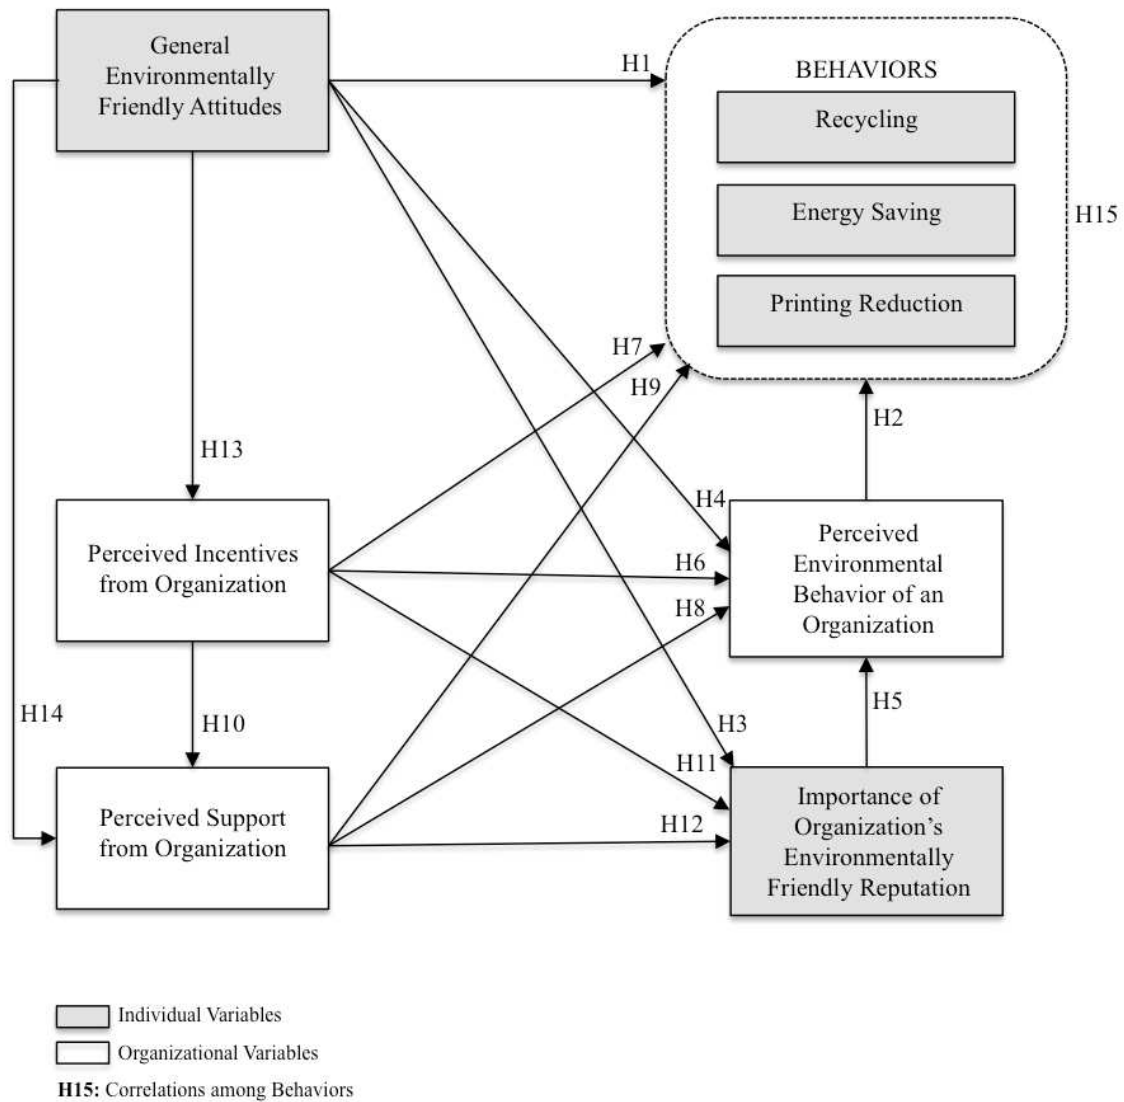 General
Environmentally
Friendly Attitudes
H1
BEHAVIORS
Recycling
Energy Saving
Printing Reduction
H15
H7
H9
H2
H13
H4
Perceived Incentives
from Organization
H6
H8
Perceived
Environmental
Behavior of an
Organization
H14
H10
H5
H3
H11
H12
Perceived Support
from Organization
Importance of
Organization’s
Environmentally
Friendly Reputation
Individual Variables
Organizational Variables
H15: Correlations among Behaviors